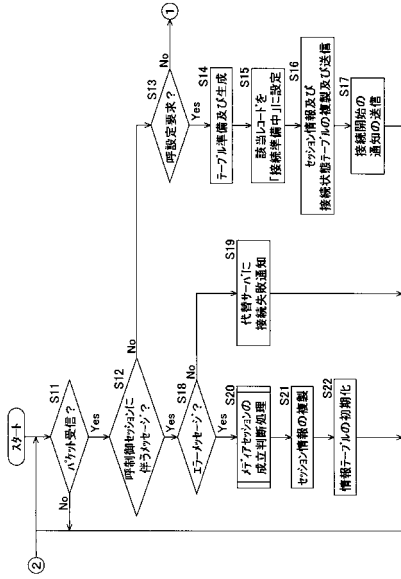 スタート
②
S11
パケット受信?
No
Yes
S12
呼制御セッションに
伴うメッセージ?
No
Yes
S18
エラーメッセージ?
No
Yes
S20
メディアセッションの
成立判断処理
S21
セッション情報の複製
S22
情報テーブルの初期化
S19
代替サーバに
接続失敗通知
①
S13
呼設定要求?
No
Yes
S14
テーブル準備及び生成
S15
該当レコードを
「接続準備中」に設定
S16
セッション情報及び
接続状態テーブルの複製及び送信
S17
接続開始の
通知の送信